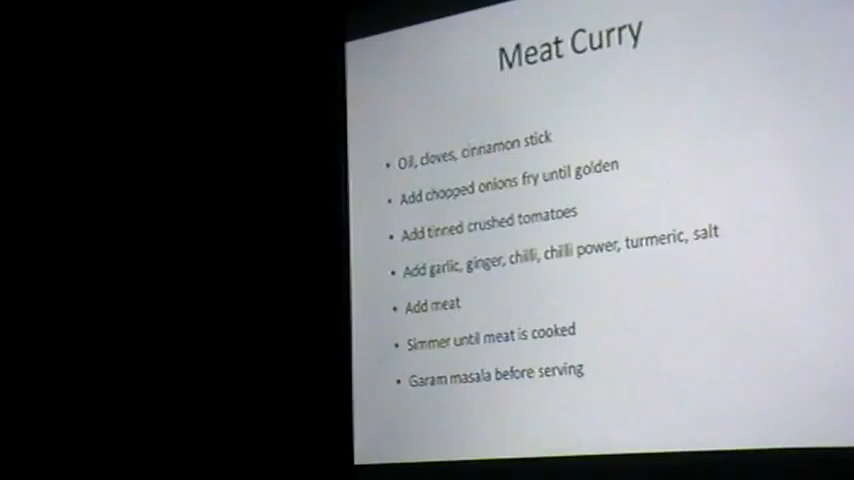 Meat Curry
• Oil, cloves, cinnamon stick
• Add chopped onions fry until golden
• Add tinned crushed tomatoes
• Add garlic, ginger, chilli, chilli power, turmeric, salt
• Add meat
• Simmer until meat is cooked
• Garam masala before serving